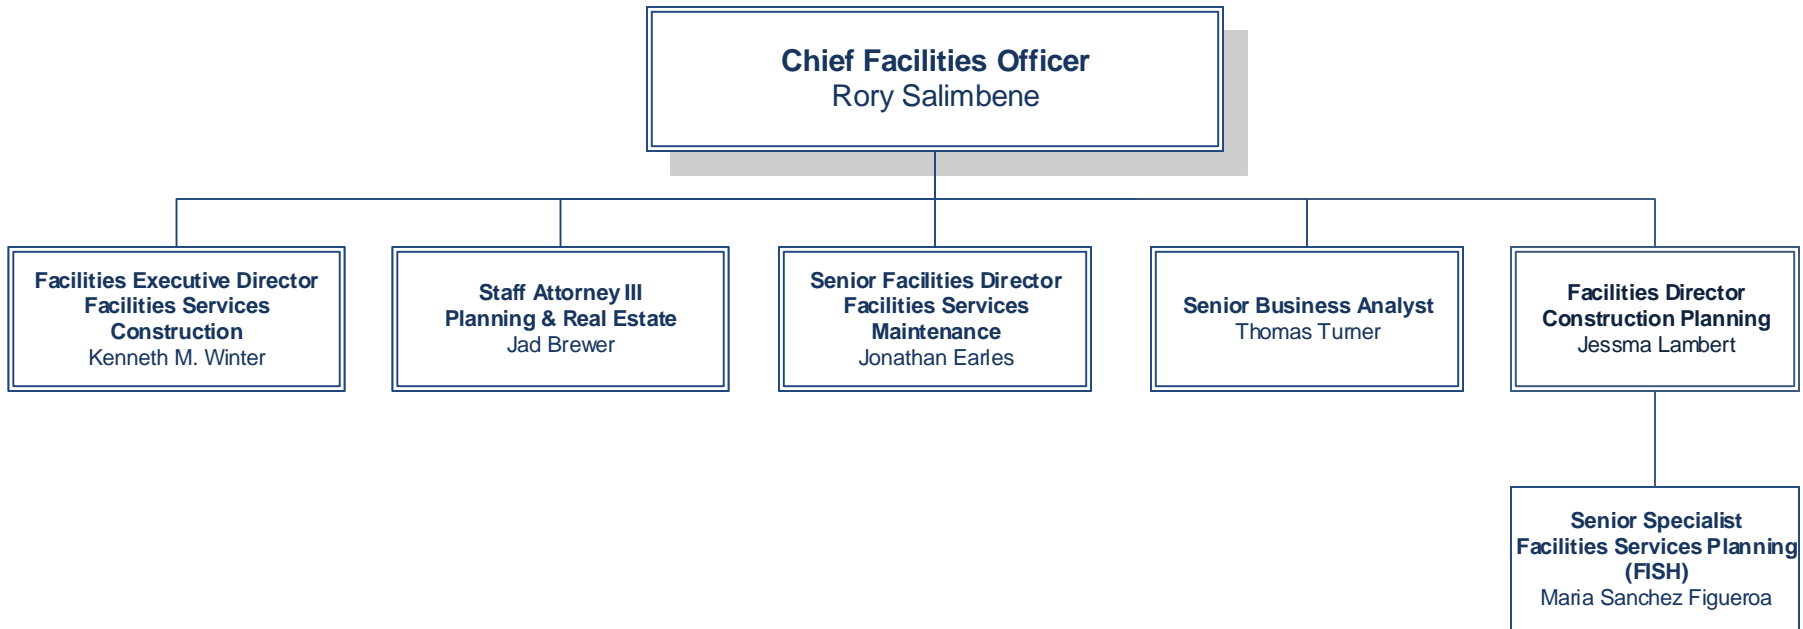 Chief Facilities Officer
Rory Salimbene
Facilities Executive Director
Facilities Services
Construction
Kenneth M. Winter
Staff Attorney III
Planning & Real Estate
Jad Brewer
Senior Facilities Director
Facilities Services
Maintenance
Jonathan Earles
Senior Business Analyst
Thomas Turner
Facilities Director
Construction Planning
Jessma Lambert
Senior Specialist
Facilities Services Planning
(FISH)
Maria Sanchez Figueroa